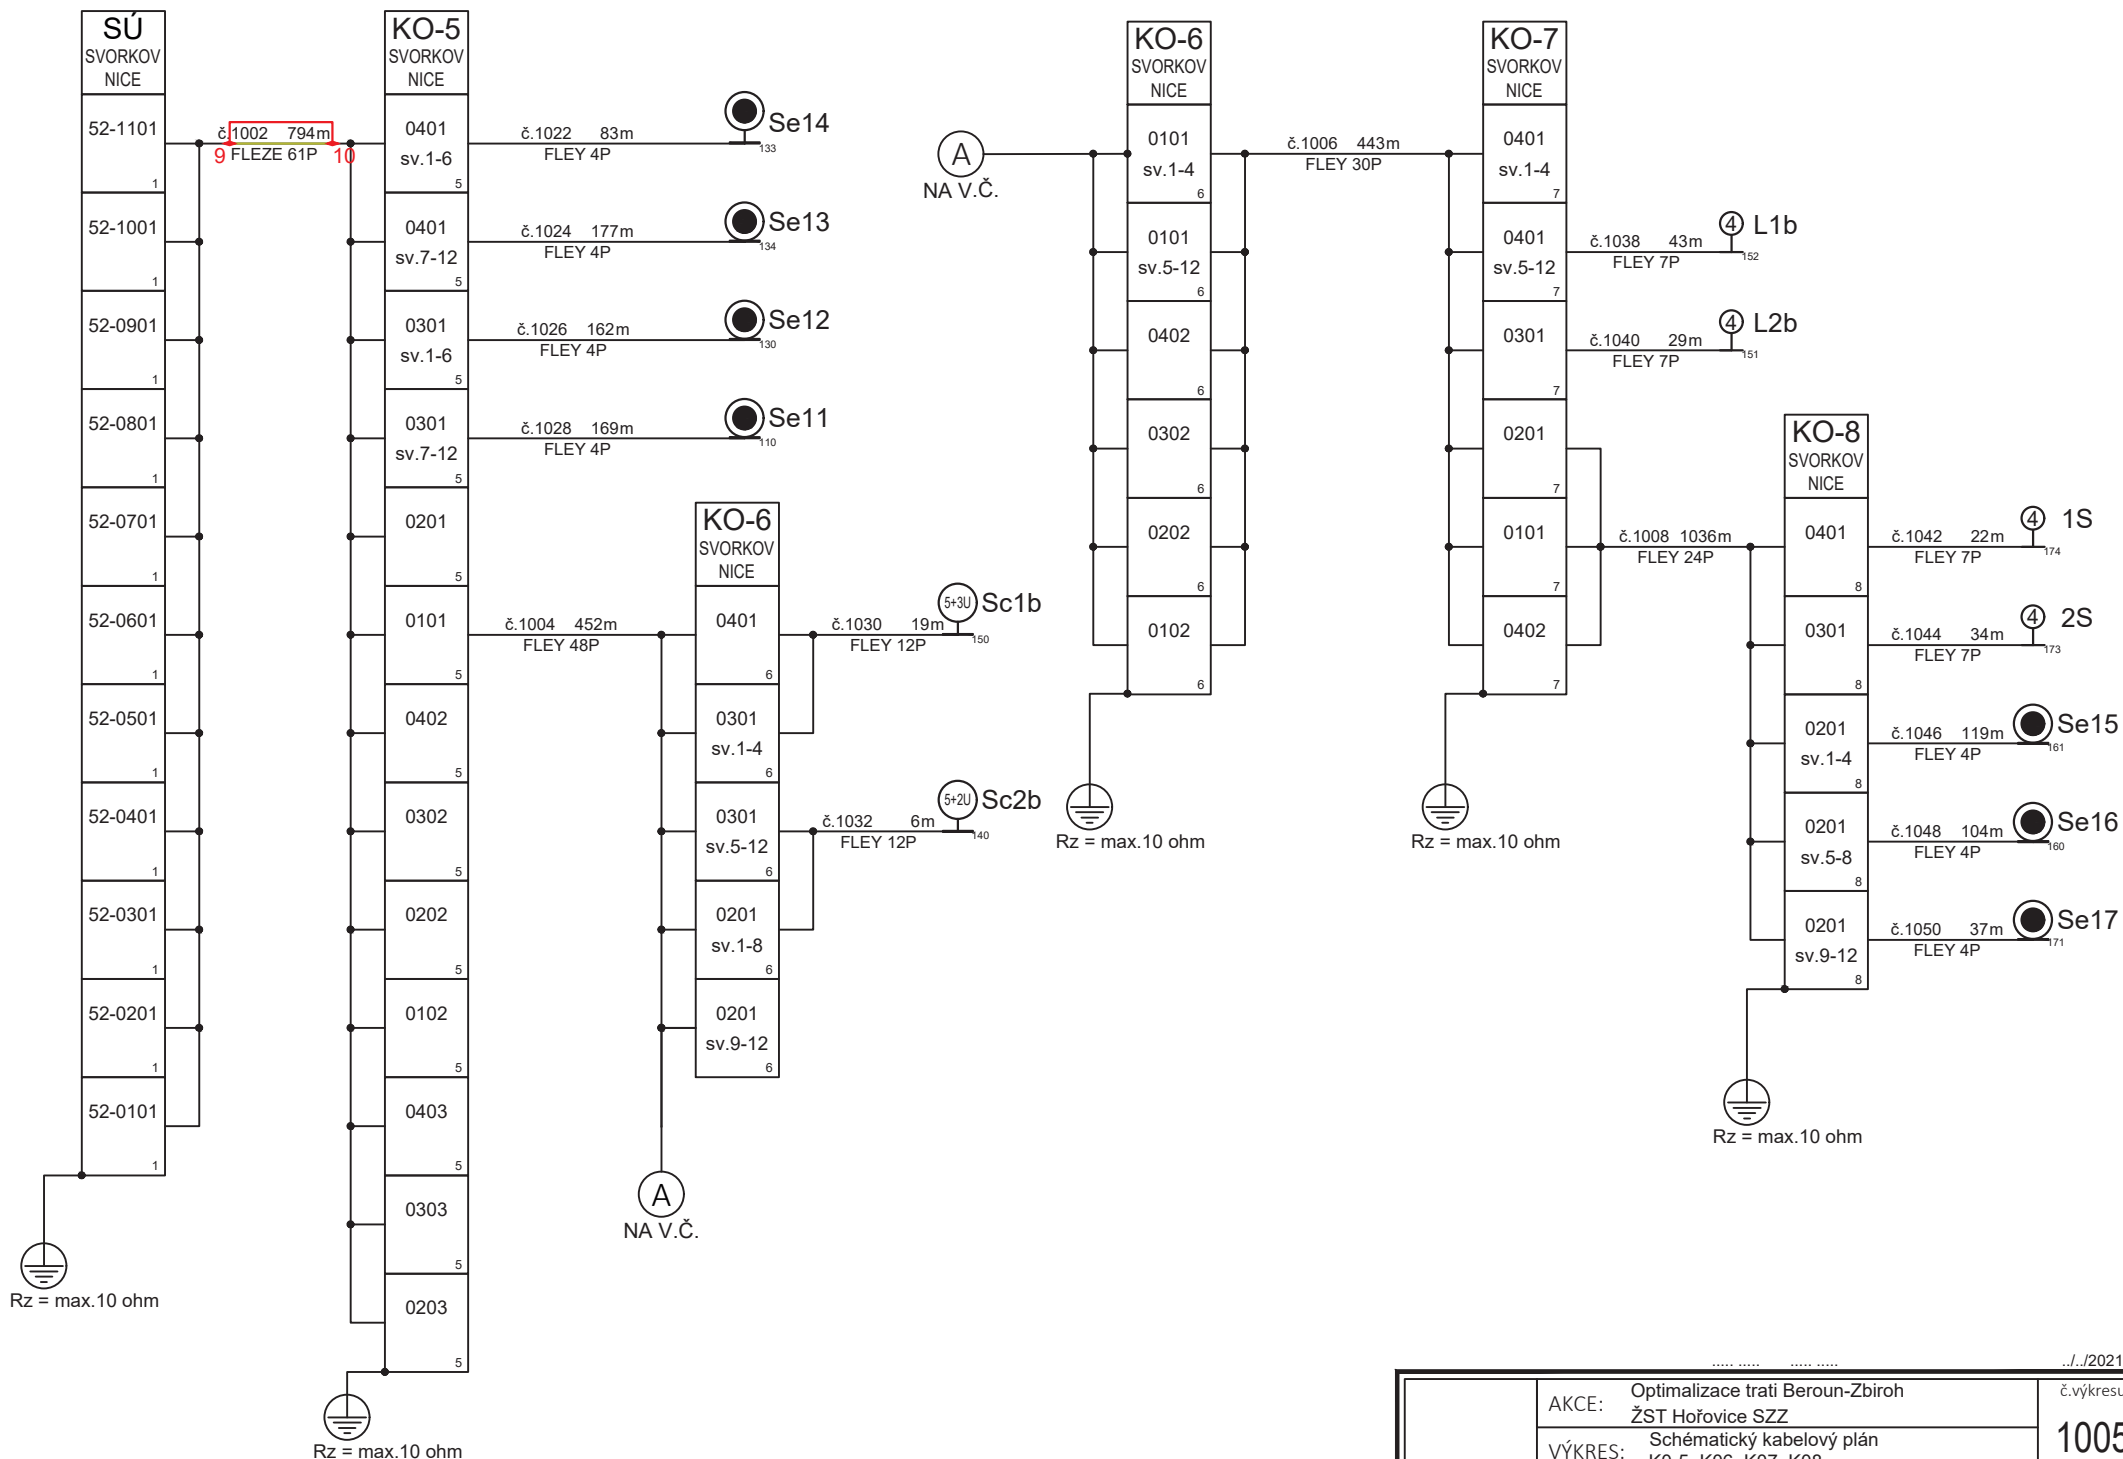 SÚ
SVORKOV
NICE
52-1101
1
52-1001
1
52-0901
1
52-0801
1
52-0701
1
52-0601
1
52-0501
1
52-0401
1
52-0301
1
52-0201
1
52-0101
1
Rz = max.10 ohm
č.1002 794m
9 FLEZE 61P 10
KO-5
SVORKOV
NICE
0401
sv.1-6
5
0401
sv.7-12
5
0301
sv.1-6
5
0301
sv.7-12
5
0201
5
0101
5
0402
5
0302
5
0202
5
0102
5
0403
5
0303
5
0203
5
Rz = max.10 ohm
č.1022 83m
FLEY 4P
Se14
133
č.1024 177m
FLEY 4P
Se13
134
č.1026 162m
FLEY 4P
Se12
130
č.1028 169m
FLEY 4P
Se11
110
č.1004 452m
FLEY 48P
KO-6
SVORKOV
NICE
0401
6
0301
sv.1-4
6
0301
sv.5-12
6
0201
sv.1-8
6
0201
sv.9-12
6
č.1030 19m
FLEY 12P
5+3U
Sc1b
150
č.1032 6m
FLEY 12P
5+2U
Sc2b
140
A
NA V.Č.
A
NA V.Č.
KO-6
SVORKOV
NICE
0101
sv.1-4
6
0101
sv.5-12
6
0402
6
0302
6
0202
6
0102
6
Rz = max.10 ohm
č.1006 443m
FLEY 30P
KO-7
SVORKOV
NICE
0401
sv.1-4
7
0401
sv.5-12
7
0301
7
0201
7
0101
7
0402
7
Rz = max.10 ohm
č.1038 43m
FLEY 7P
4 L1b
152
č.1040 29m
FLEY 7P
4 L2b
151
č.1008 1036m
FLEY 24P
KO-8
SVORKOV
NICE
0401
8
0301
8
0201
sv.1-4
8
0201
sv.5-8
8
0201
sv.9-12
8
Rz = max.10 ohm
č.1042 22m
FLEY 7P
4 1S
174
č.1044 34m
FLEY 7P
4 2S
173
č.1046 119m
FLEY 4P
Se15
161
č.1048 104m
FLEY 4P
Se16
160
č.1050 37m
FLEY 4P
Se17
171
..... ..... ..... ..... ../../2021
AKCE: Optimalizace trati Beroun-Zbiroh
ŽST Hořovice SZZ
č.výkresu
1005
VÝKRES: Schématický kabelový plán